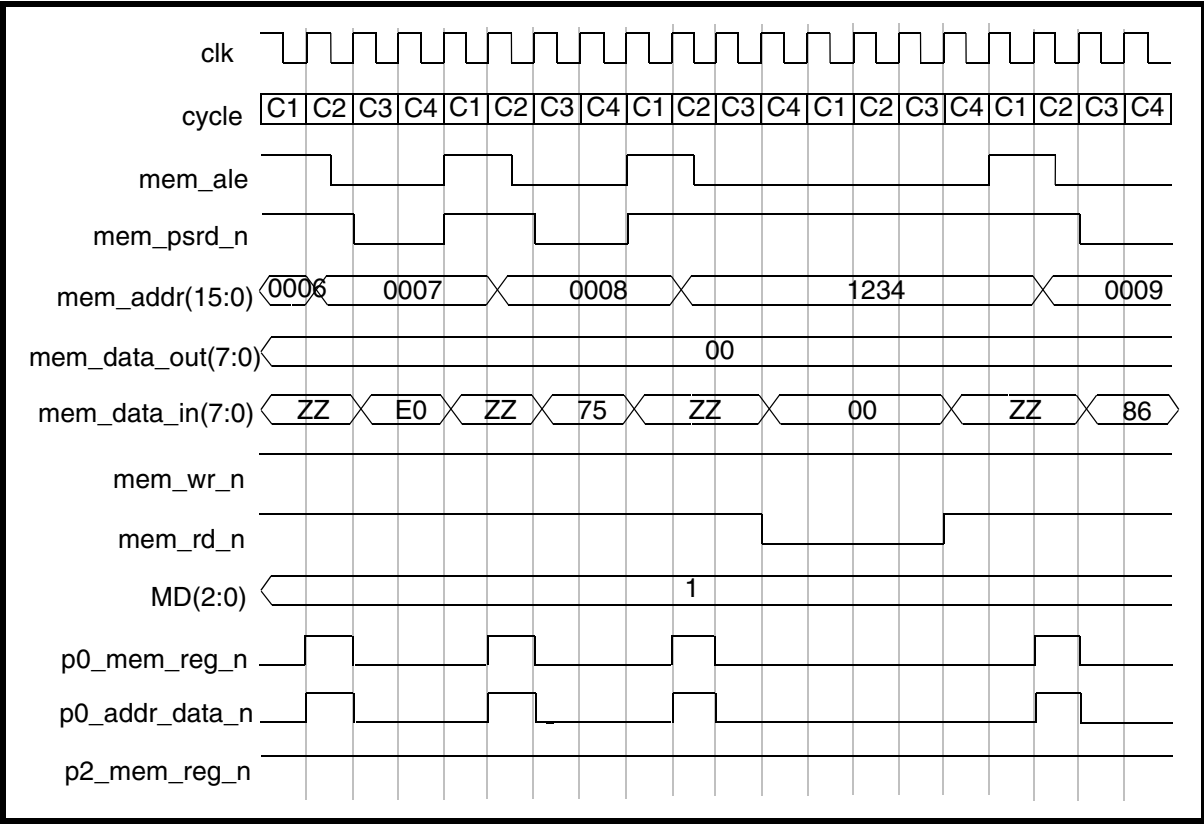 clk
cycle C1 C2 C3 C4 C1 C2 C3 C4 C1 C2 C3 C4 C1 C2 C3 C4 C1 C2 C3 C4
mem_ale
mem_psrd_n
mem_addr(15:0) 0006 0007 0008 1234 0009
mem_data_out(7:0) 00
mem_data_in(7:0) ZZ E0 ZZ 75 ZZ 00 ZZ 86
mem_wr_n
mem_rd_n
MD(2:0) 1
p0_mem_reg_n
p0_addr_data_n
p2_mem_reg_n